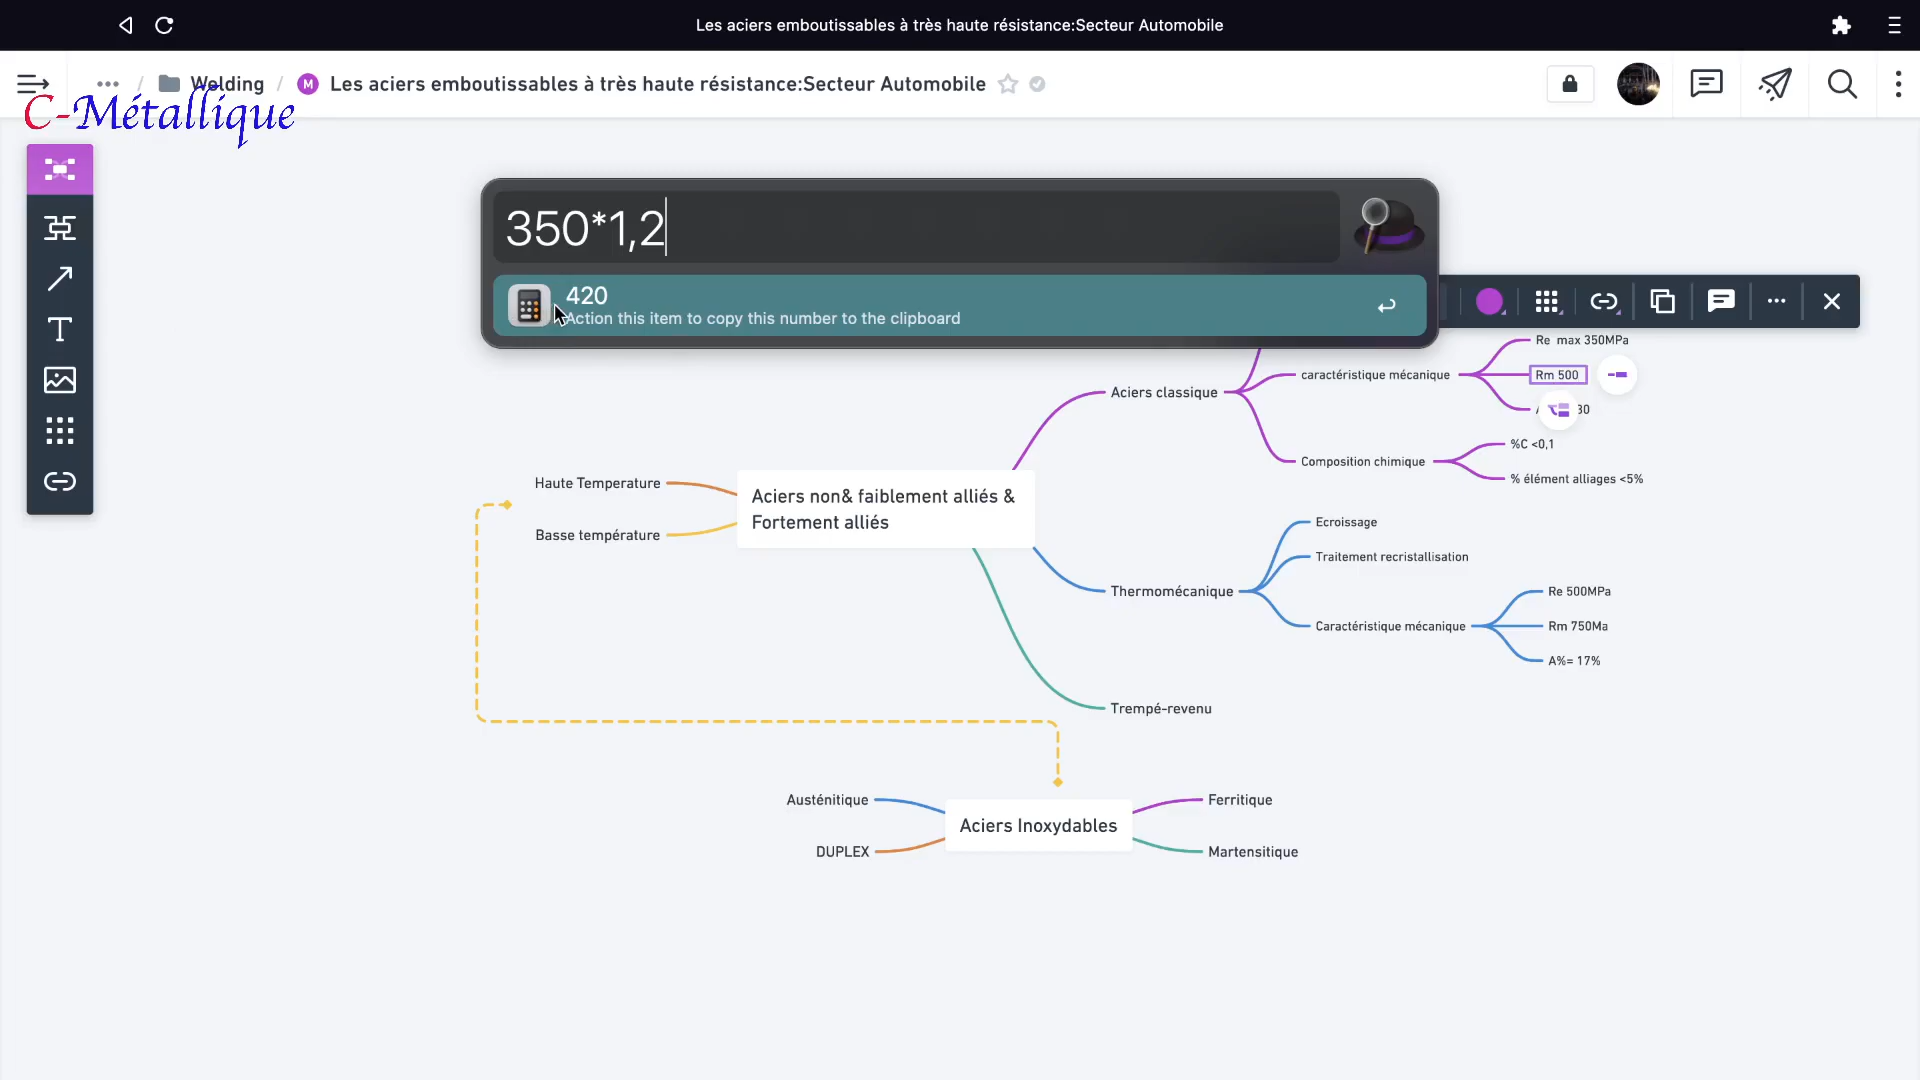 Les aciers emboutissables à très haute résistance:Secteur Automobile
Welding / M Les aciers emboutissables à très haute résistance:Secteur Automobile
C-Métallique
350*1,2
420
Action this item to copy this number to the clipboard
Re max 350MPa
caractéristique mécanique
Rm 500
Aciers classique
%C <0,1
Composition chimique
% élément alliages <5%
Haute Temperature
Aciers non& faiblement alliés &
Fortement alliés
Basse température
Ecroissage
Traitement recristallisation
Thermomécanique
Re 500MPa
Caractéristique mécanique
Rm 750Ma
A%= 17%
Trempé-revenu
Austénitique
Ferritique
Aciers Inoxydables
DUPLEX
Martensitique